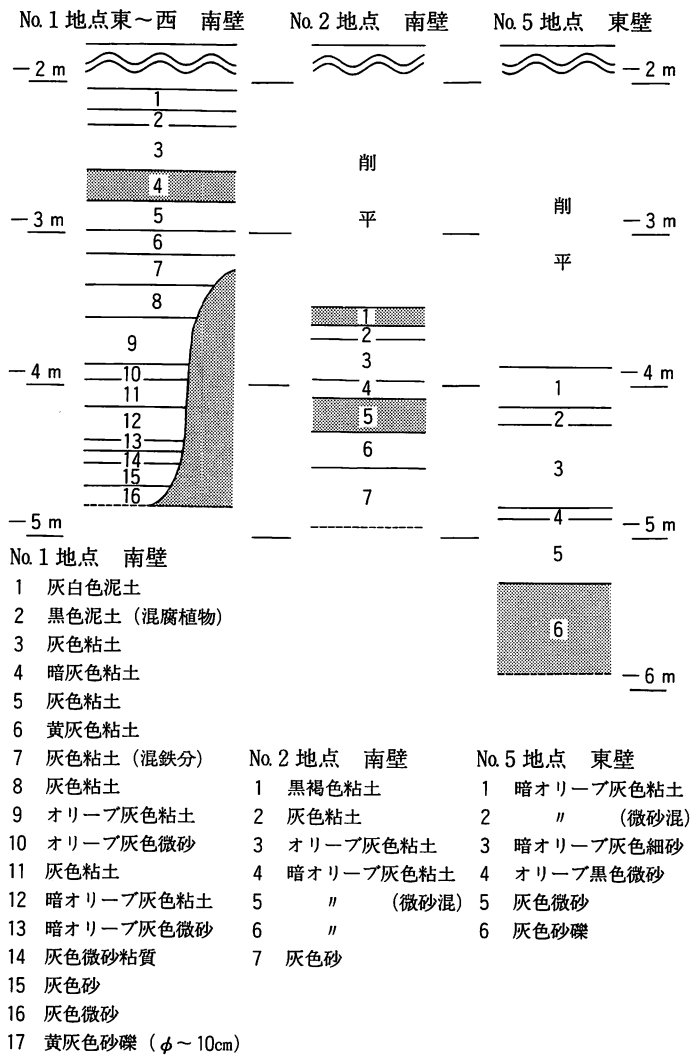 No.1地点東～西　南壁
No.2地点　南壁
No.5地点　東壁
－2m
－2m
1
2
3
4
5
6
7
8
9
10
11
12
13
14
15
16
－3m
－4m
－5m
削
平
1
2
3
4
5
6
7
削
平
1
2
3
4
5
6
－3m
－4m
－5m
－6m
No.1地点　南壁
1　灰白色泥土
2　黒色泥土（混腐植物）
3　灰色粘土
4　暗灰色粘土
5　灰色粘土
6　黄灰色粘土
7　灰色粘土（混鉄分）
8　灰色粘土
9　オリーブ灰色粘土
10　オリーブ灰色微砂
11　灰色粘土
12　暗オリーブ灰色粘土
13　暗オリーブ灰色微砂
14　灰色微砂粘質
15　灰色砂
16　灰色微砂
17　黄灰色砂礫（φ～10cm）
No.2地点　南壁
1　黒褐色粘土
2　灰色粘土
3　オリーブ灰色粘土
4　暗オリーブ灰色粘土
5　〃　（微砂混）
6　〃
7　灰色砂
No.5地点　東壁
1　暗オリーブ灰色粘土
2　〃　（微砂混）
3　暗オリーブ灰色細砂
4　オリーブ黒色微砂
5　灰色微砂
6　灰色砂礫